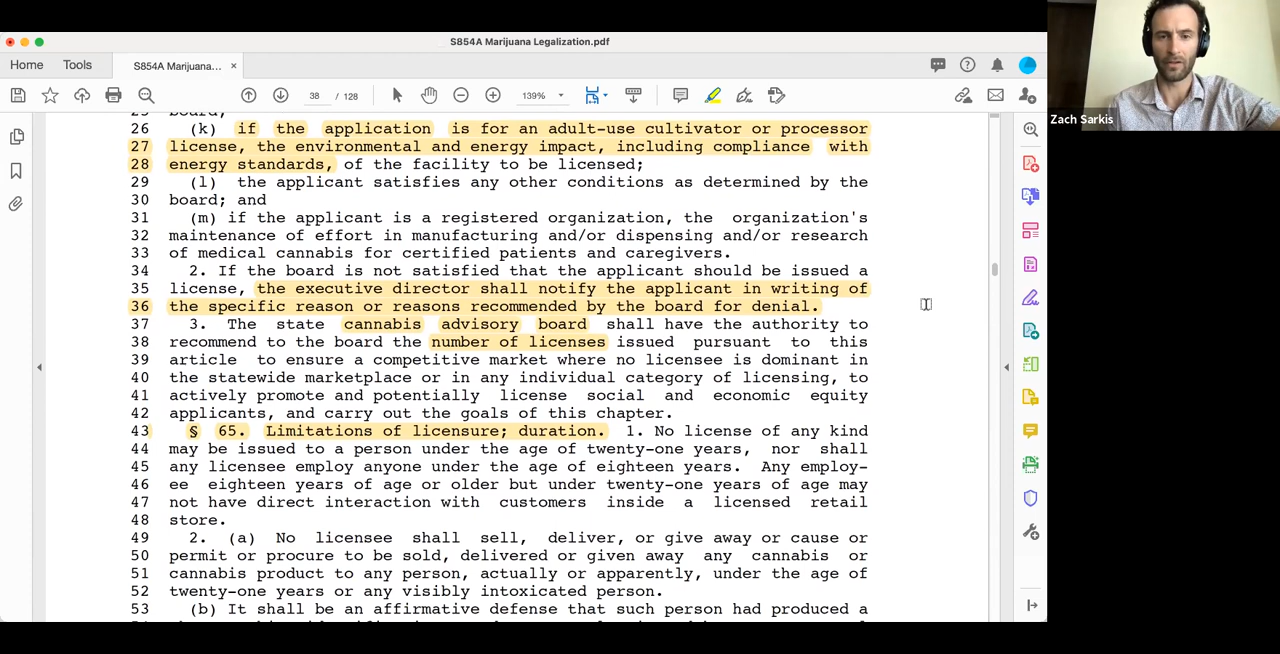 S854A Marijuana Legalization.pdf
Home Tools S854A Marijuana... ×
38 / 128 139%
Zach Sarkis
25 board;
26 (k) if the application is for an adult-use cultivator or processor
27 license, the environmental and energy impact, including compliance with
28 energy standards, of the facility to be licensed;
29 (l) the applicant satisfies any other conditions as determined by the
30 board; and
31 (m) if the applicant is a registered organization, the organization's
32 maintenance of effort in manufacturing and/or dispensing and/or research
33 of medical cannabis for certified patients and caregivers.
34 2. If the board is not satisfied that the applicant should be issued a
35 license, the executive director shall notify the applicant in writing of
36 the specific reason or reasons recommended by the board for denial.
37 3. The state cannabis advisory board shall have the authority to
38 recommend to the board the number of licenses issued pursuant to this
39 article to ensure a competitive market where no licensee is dominant in
40 the statewide marketplace or in any individual category of licensing, to
41 actively promote and potentially license social and economic equity
42 applicants, and carry out the goals of this chapter.
43 § 65. Limitations of licensure; duration. 1. No license of any kind
44 may be issued to a person under the age of twenty-one years, nor shall
45 any licensee employ anyone under the age of eighteen years. Any employ-
46 ee eighteen years of age or older but under twenty-one years of age may
47 not have direct interaction with customers inside a licensed retail
48 store.
49 2. (a) No licensee shall sell, deliver, or give away or cause or
50 permit or procure to be sold, delivered or given away any cannabis or
51 cannabis product to any person, actually or apparently, under the age of
52 twenty-one years or any visibly intoxicated person.
53 (b) It shall be an affirmative defense that such person had produced a